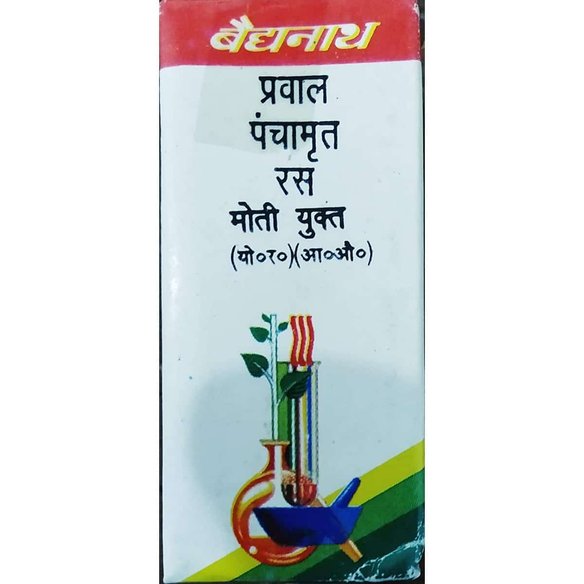 बैद्यनाथ
प्रवाल
पंचामृत
रस
मोती युक्त
(यो०र०)(आ०औ०)